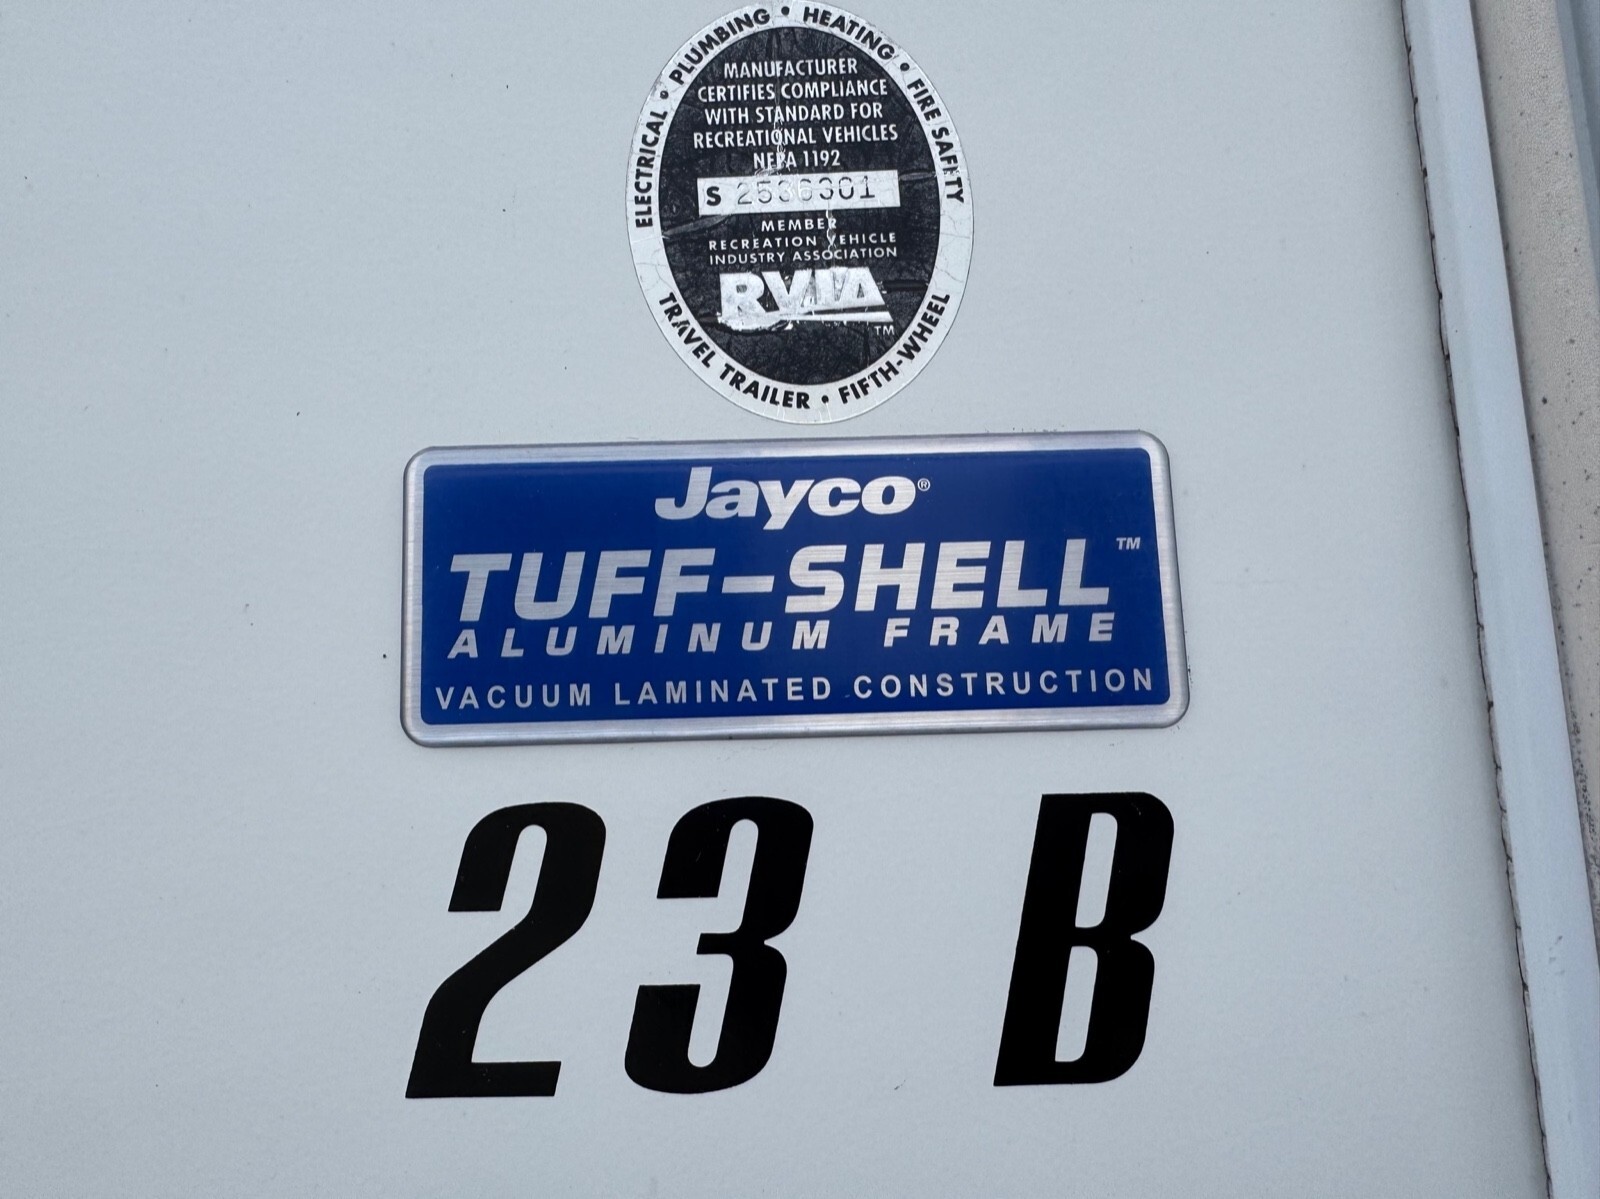 ELECTRICAL • PLUMBING • HEATING • FIRE SAFETY
MANUFACTURER
CERTIFIES COMPLIANCE
WITH STANDARD FOR
RECREATIONAL VEHICLES
NFPA 1192
S 2536301
MEMBER
RECREATION VEHICLE
INDUSTRY ASSOCIATION
RVIA
TM
TRAVEL TRAILER • FIFTH-WHEEL
Jayco®
TUFF-SHELL™
ALUMINUM FRAME
VACUUM LAMINATED CONSTRUCTION
23 B